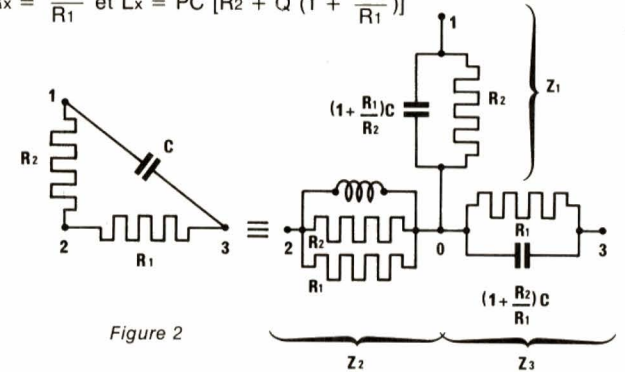 R1 et Lx = PC [R2 + Q (1 + R1 )]
1
(1+ R1/R2)C
R2
Z1
1
C
R2
2
R1
3
≡
2
R2
R1
0
R1
3
(1+ R2/R1)C
Figure 2
Z2
Z3